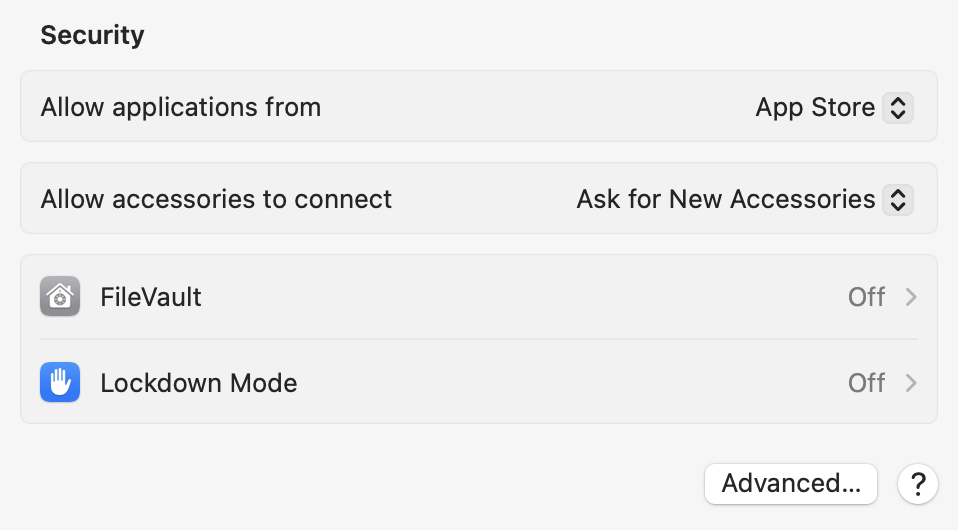 Security
Allow applications from App Store
Allow accessories to connect Ask for New Accessories
FileVault Off
Lockdown Mode Off
Advanced... ?